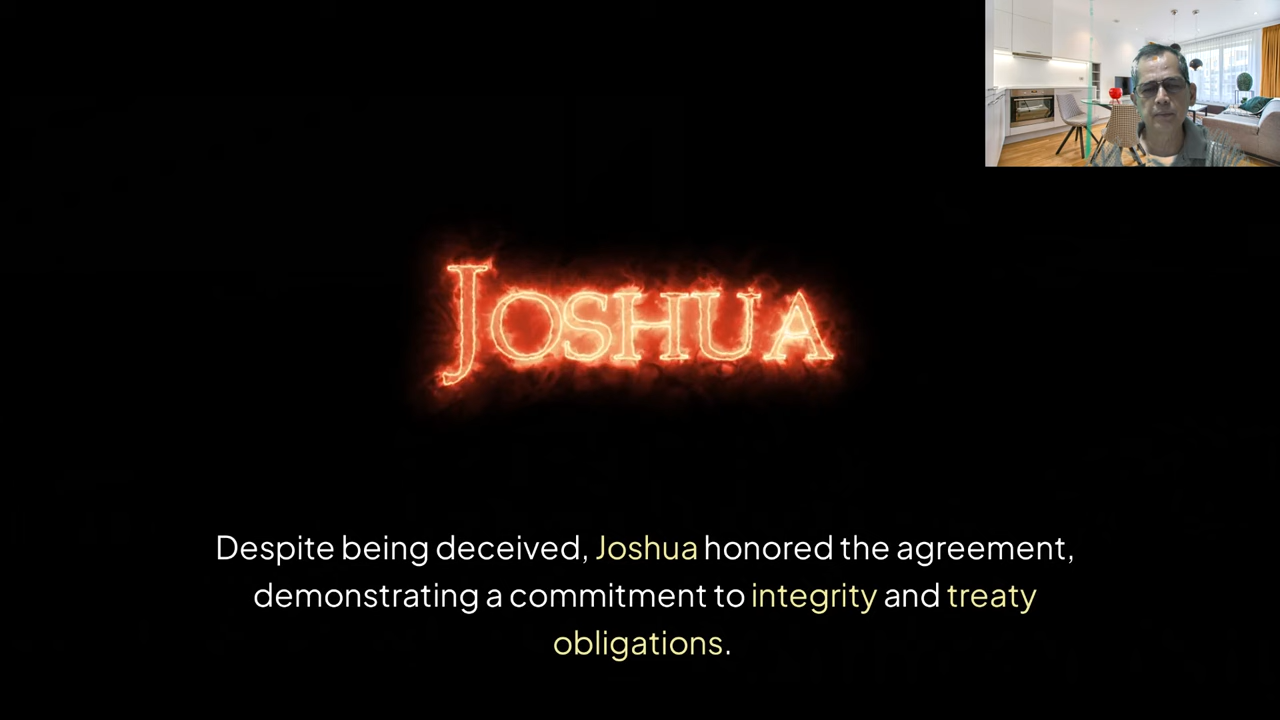 JOSHUA
Despite being deceived, Joshua honored the agreement,
demonstrating a commitment to integrity and treaty
obligations.